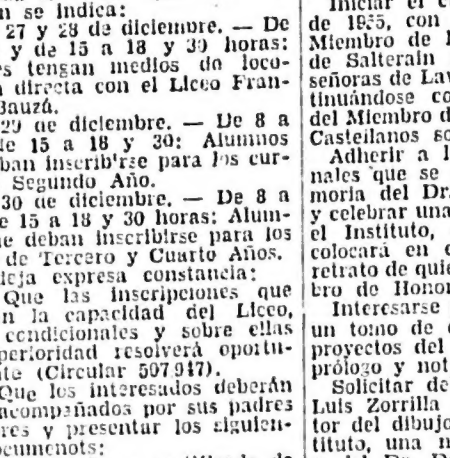 n se indica:
27 y 28 de diciembre. — De
y de 15 a 18 y 30 horas:
s tengan medios do loco-
directa con el Liceo Fran-
Bauzá.
29 de diciembre. — De 8 a
de 15 a 18 y 30: Alumnos
ban inscribirse para los cur-
Segundo Año.
30 de diciembre. — De 8 a
e 15 a 18 y 30 horas: Alum-
ue deban inscribirse para los
de Tercero y Cuarto Años.
deja expresa constancia:
Que las inscripciones que
n la capacidad del Liceo,
condicionales y sobre ellas
perioridad resolverá oportu-
te (Circular 507.947).
Que los interesados deberán
acompañados por sus padres
res y presentar los siguien-
cumenots:
Iniciar el c
de 1955, con
Miembro de
de Salterain
señoras de Lav
tinuándose co
del Miembro d
Castellanos so
Adherir a l
nales que se
moria del Dr.
y celebrar una
el Instituto,
colocará en e
retrato de quie
bro de Honor
Interesarse
un tomo de
proyectos del
prólogo y not
Solicitar de
Luis Zorrilla
tor del dibujo
tituto, una m